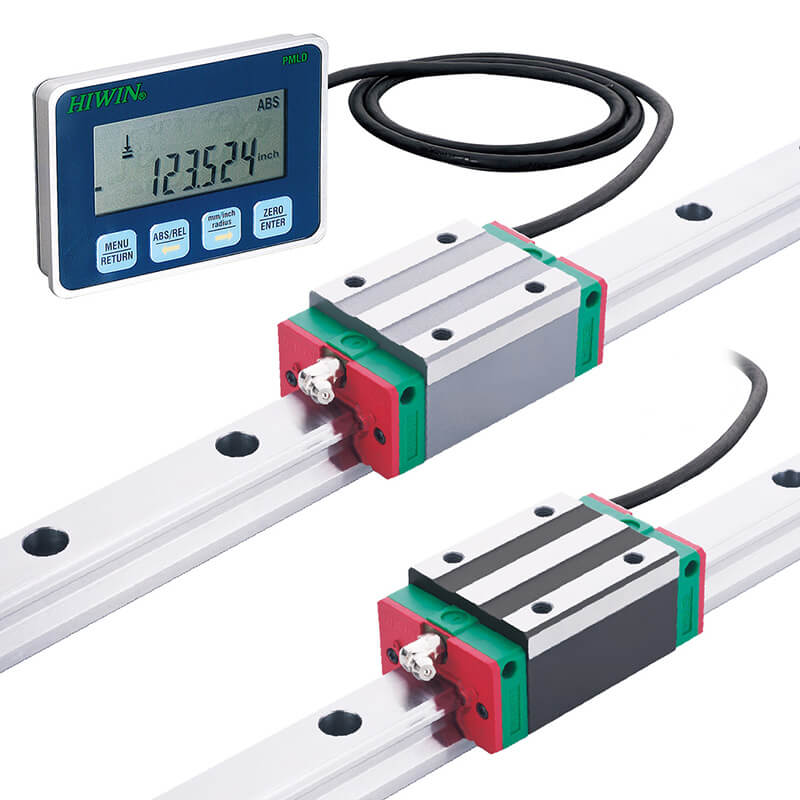 PMLD
HIWIN®
ABS
123.524 inch
MENU
RETURN
ABS/REL
mm/inch
radius
ZERO
ENTER